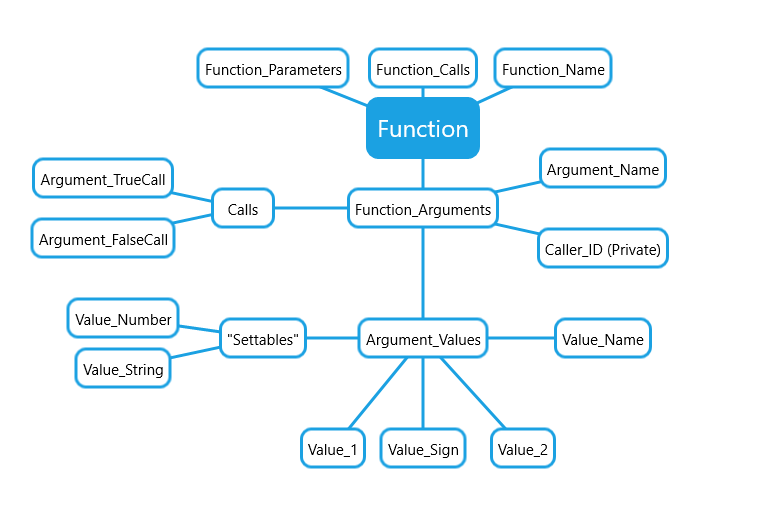 Function_Parameters
Function_Calls
Function_Name
Function
Argument_TrueCall
Argument_Name
Calls
Function_Arguments
Argument_FalseCall
Caller_ID (Private)
Value_Number
"Settables"
Argument_Values
Value_Name
Value_String
Value_1
Value_Sign
Value_2